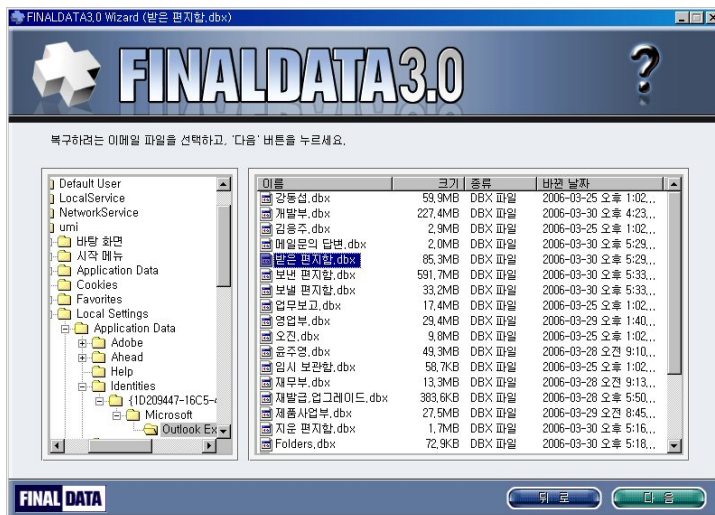 FINALDATA3.0 Wizard (받은 편지함.dbx)
FINALDATA3.0
?
복구하려는 이메일 파일을 선택하고, '다음' 버튼을 누르세요.
Default User
LocalService
NetworkService
umi
바탕 화면
시작 메뉴
Application Data
Cookies
Favorites
Local Settings
Application Data
Adobe
Ahead
Help
Identities
{1D209447-16C5-
Microsoft
Outlook Ex
이름 크기 종류 바뀐 날짜
강동섭.dbx 59.9MB DBX 파일 2006-03-25 오후 1:02...
개발부.dbx 227.4MB DBX 파일 2006-03-30 오후 4:23...
김응주.dbx 2.9MB DBX 파일 2006-03-25 오후 1:02...
메일문의 답변.dbx 2.0MB DBX 파일 2006-03-30 오후 5:29...
받은 편지함.dbx 85.3MB DBX 파일 2006-03-30 오후 5:29...
보낸 편지함.dbx 591.7MB DBX 파일 2006-03-30 오후 5:33...
보낼 편지함.dbx 33.2MB DBX 파일 2006-03-30 오후 5:33...
업무보고.dbx 17.4MB DBX 파일 2006-03-25 오후 1:02...
영업부.dbx 29.4MB DBX 파일 2006-03-29 오후 1:40...
오진.dbx 9.8MB DBX 파일 2006-03-25 오후 1:02...
윤주영.dbx 49.3MB DBX 파일 2006-03-28 오전 9:10...
임시 보관함.dbx 58.7KB DBX 파일 2006-03-25 오후 1:02...
재무부.dbx 13.3MB DBX 파일 2006-03-28 오전 9:13...
재발급.업그레이드.dbx 383.6KB DBX 파일 2006-03-28 오후 5:50...
제품사업부.dbx 27.5MB DBX 파일 2006-03-29 오전 8:45...
지운 편지함.dbx 1.7MB DBX 파일 2006-03-30 오후 5:16...
Folders.dbx 72.9KB DBX 파일 2006-03-30 오후 5:18...
FINAL DATA
뒤 로
다 음